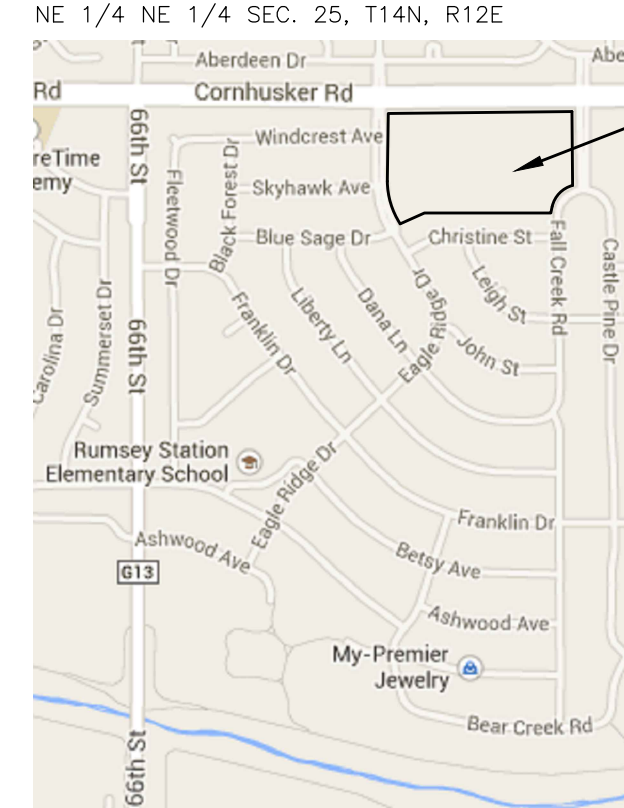 NE 1/4 NE 1/4 SEC. 25, T14N, R12E
Aberdeen Dr
Abe
Rd
Cornhusker Rd
66th St
Windcrest Ave
reTime
emy
Fleetwood Dr
Black Forest Dr
Skyhawk Ave
Blue Sage Dr
Christine St
Fall Creek Rd
Castle Pine Dr
Eagle Ridge Dr
Leigh St
Carolina Dr
Summerset Dr
66th St
Franklin Dr
Liberty Ln
Dana Ln
John St
Rumsey Station
Elementary School
Eagle Ridge Dr
Franklin Dr
Ashwood Ave
G13
Betsy Ave
Ashwood Ave
My-Premier
Jewelry
Bear Creek Rd
66th St